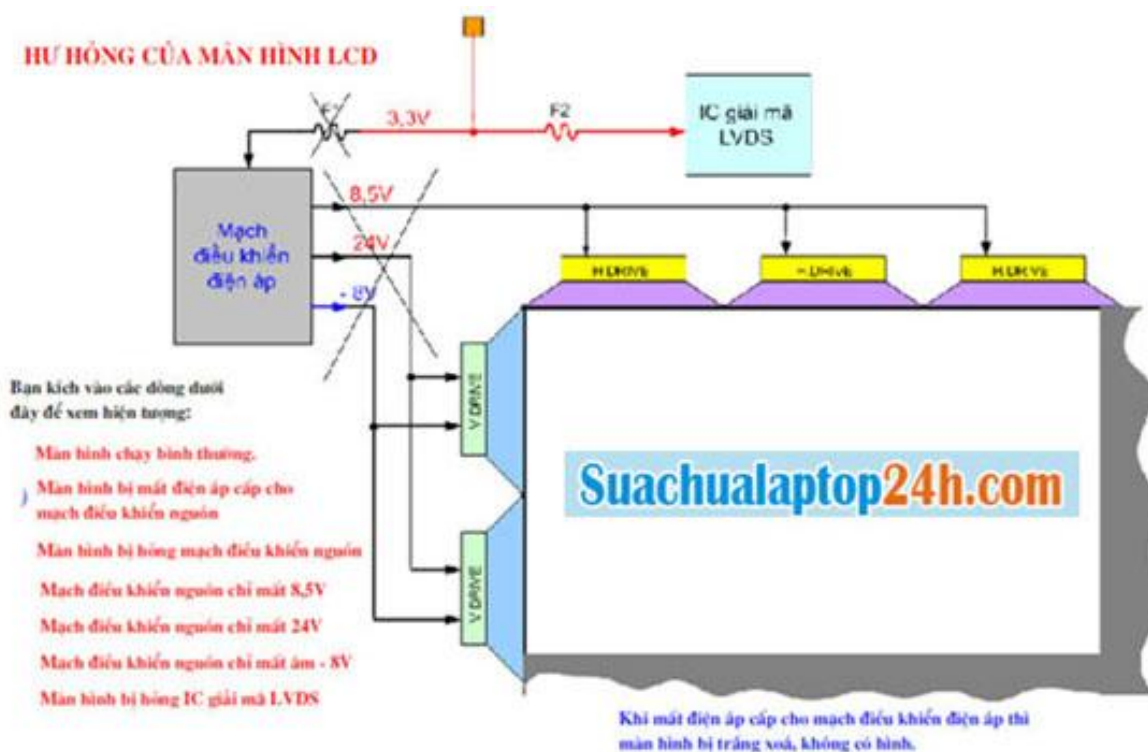 HƯ HỎNG CỦA MÀN HÌNH LCD
F1
3,3V
F2
IC giải mã
LVDS
Mạch
điều khiển
điện áp
8,5V
24V
- 8V
H.DRIVE
H.DRIVE
H.DRIVE
V.DRIVE
V.DRIVE
Bạn kích vào các dòng dưới
đây để xem hiện tượng:
Màn hình chạy bình thường.
) Màn hình bị mất điện áp cấp cho
mạch điều khiển nguồn
Màn hình bị hỏng mạch điều khiển nguồn
Mạch điều khiển nguồn chỉ mất 8,5V
Mạch điều khiển nguồn chỉ mất 24V
Mạch điều khiển nguồn chỉ mất âm - 8V
Màn hình bị hỏng IC giải mã LVDS
Suachualaptop24h.com
Khi mất điện áp cấp cho mạch điều khiển điện áp thì
màn hình bị trắng xoá, không có hình.